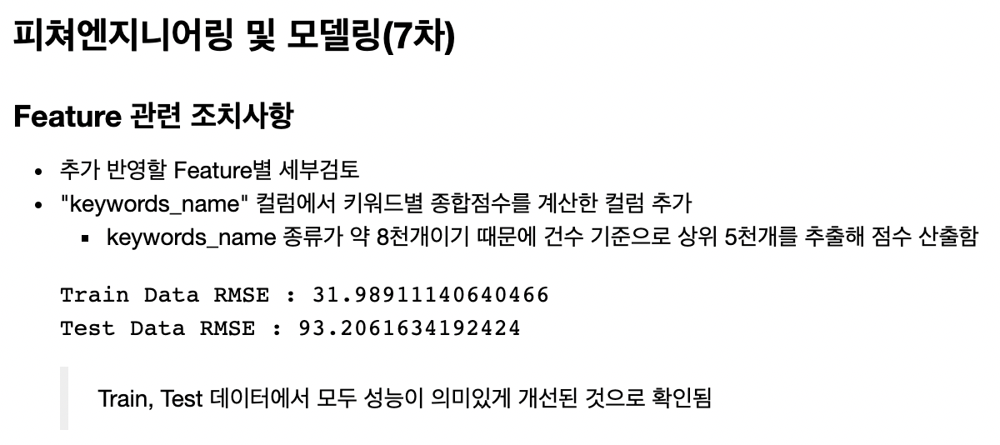 피쳐엔지니어링 및 모델링(7차)
Feature 관련 조치사항
• 추가 반영할 Feature별 세부검토
• "keywords_name" 컬럼에서 키워드별 종합점수를 계산한 컬럼 추가
▪ keywords_name 종류가 약 8천개이기 때문에 건수 기준으로 상위 5천개를 추출해 점수 산출함
Train Data RMSE : 31.98911140640466
Test Data RMSE : 93.2061634192424
Train, Test 데이터에서 모두 성능이 의미있게 개선된 것으로 확인됨